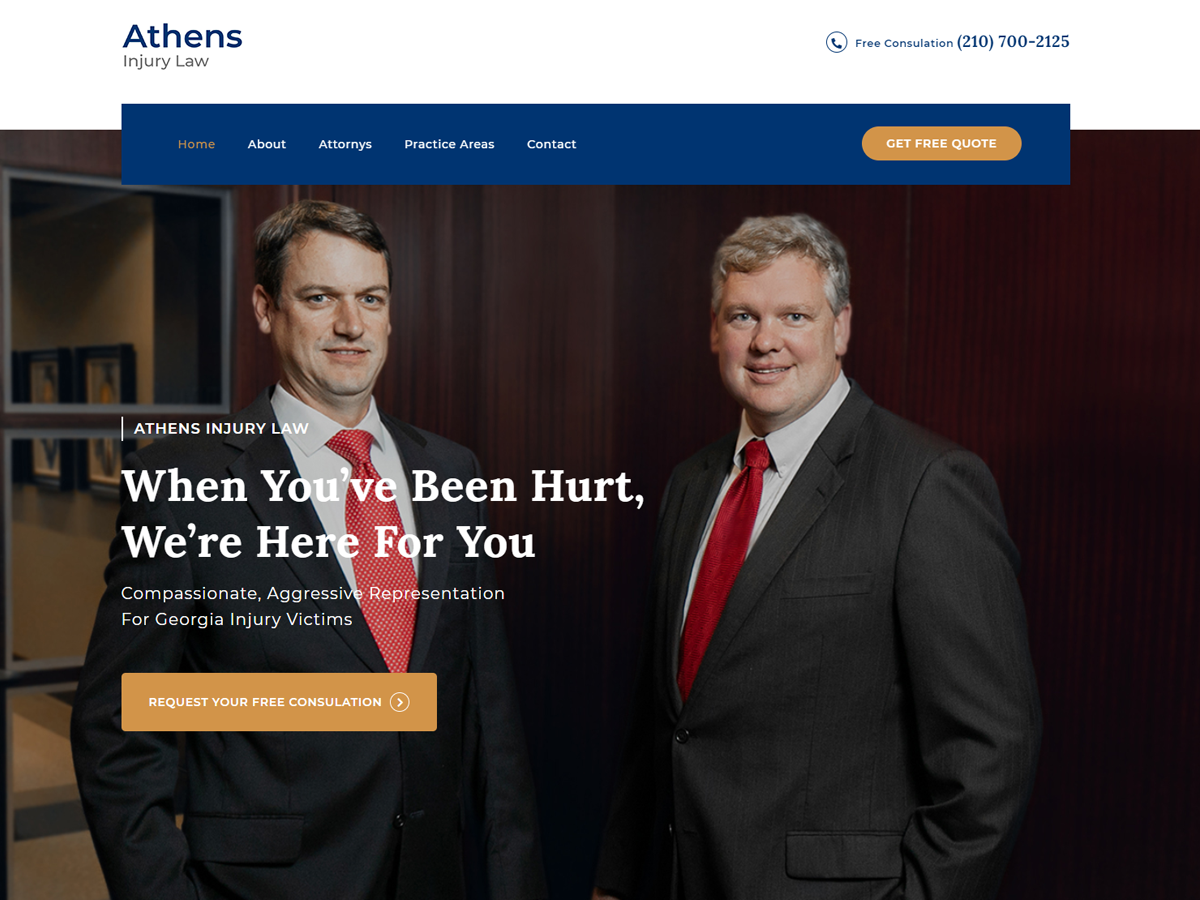 Athens
Injury Law
Free Consulation (210) 700-2125
Home About Attornys Practice Areas Contact GET FREE QUOTE
ATHENS INJURY LAW
When You’ve Been Hurt,
We’re Here For You
Compassionate, Aggressive Representation
For Georgia Injury Victims
REQUEST YOUR FREE CONSULATION